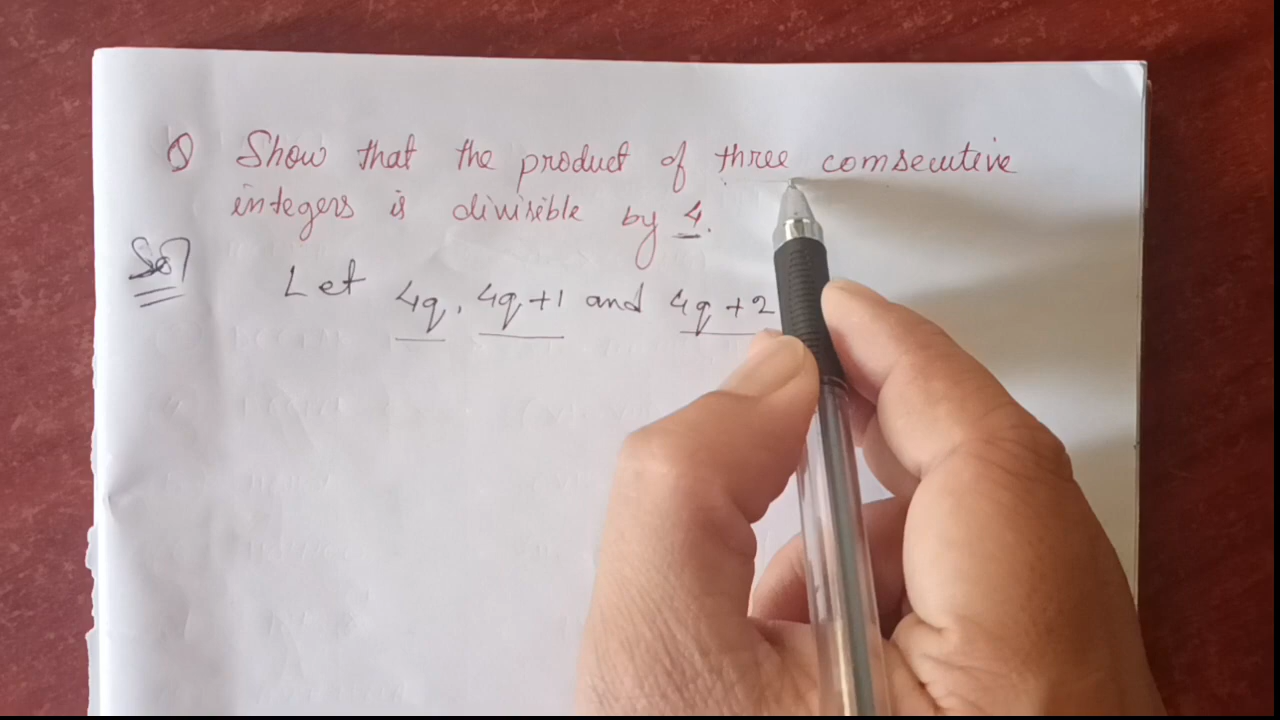 Q Show that the product of three comsecutive
integers is divisible by 4.
Sol
Let 4q, 4q+1 and 4q+2